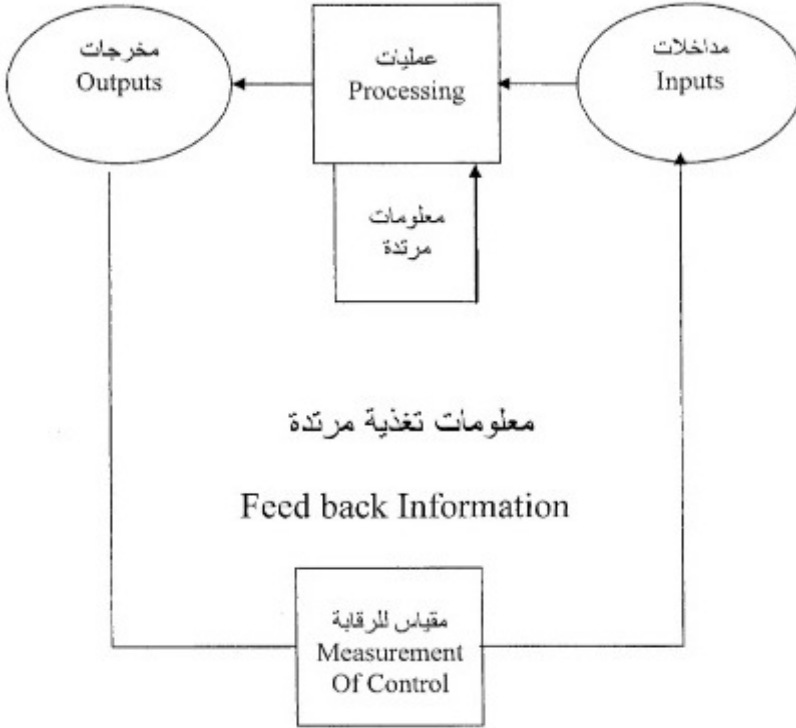 مداخلات
Inputs
عمليات
Processing
مخرجات
Outputs
معلومات
مرتدة
معلومات تغذية مرتدة
Feed back Information
مقياس للرقابة
Measurement
Of Control